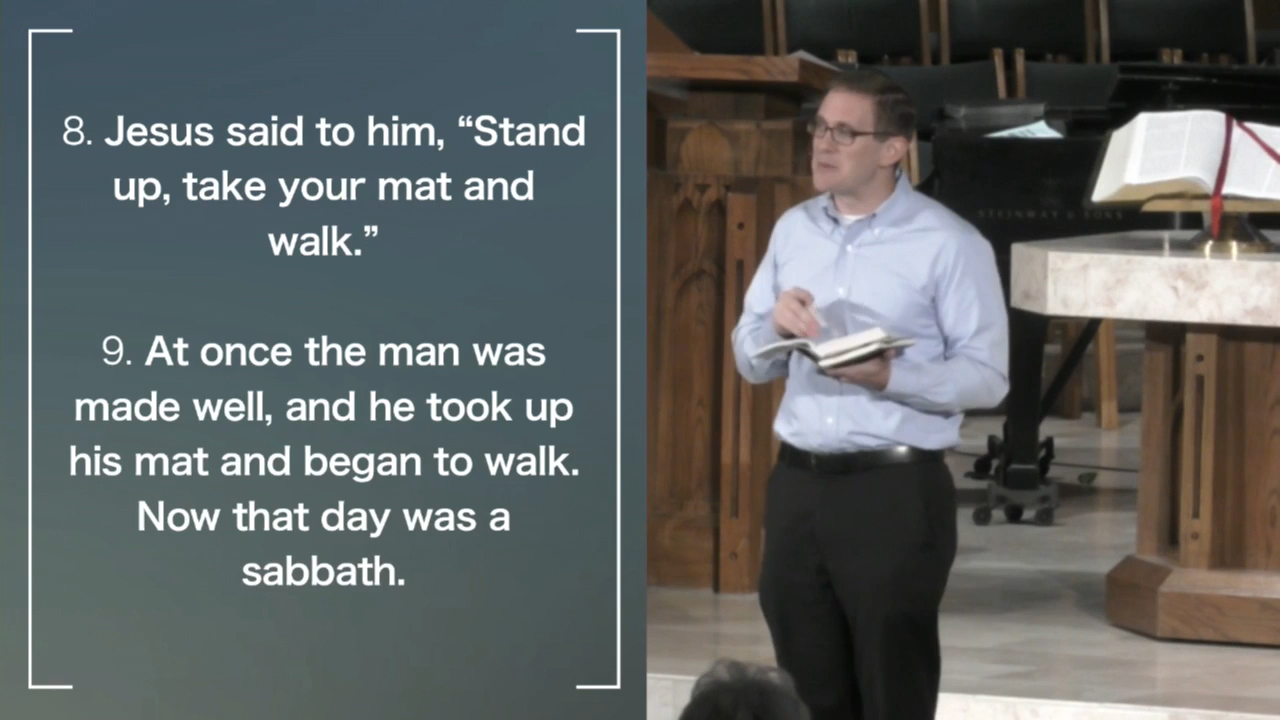 8. Jesus said to him, “Stand
up, take your mat and
walk.”
9. At once the man was
made well, and he took up
his mat and began to walk.
Now that day was a
sabbath.
STEINWAY & SONS